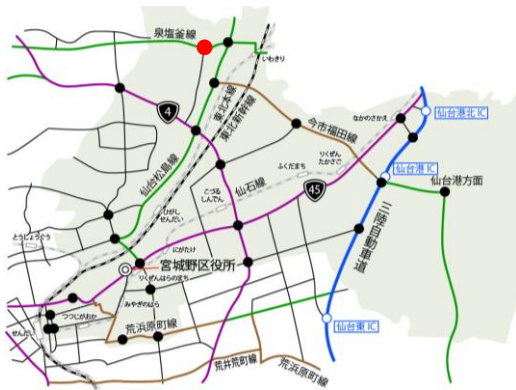 泉塩釜線
いわきり
4
東北本線
東北新幹線
なかのさかえ
仙台港北IC
今市福田線
仙台松島線
ふくだまち
りくぜん
たかさご
仙台港IC
仙台港方面
こづる
しんでん
仙石線
45
ひがし
せんだい
三陸自動車道
とうしょうぐう
にがたけ
宮城野区役所
りくぜんはらのまち
みやぎのはら
つつじがおか
せんだい
荒浜原町線
仙台東IC
荒井荒町線
荒浜原町線